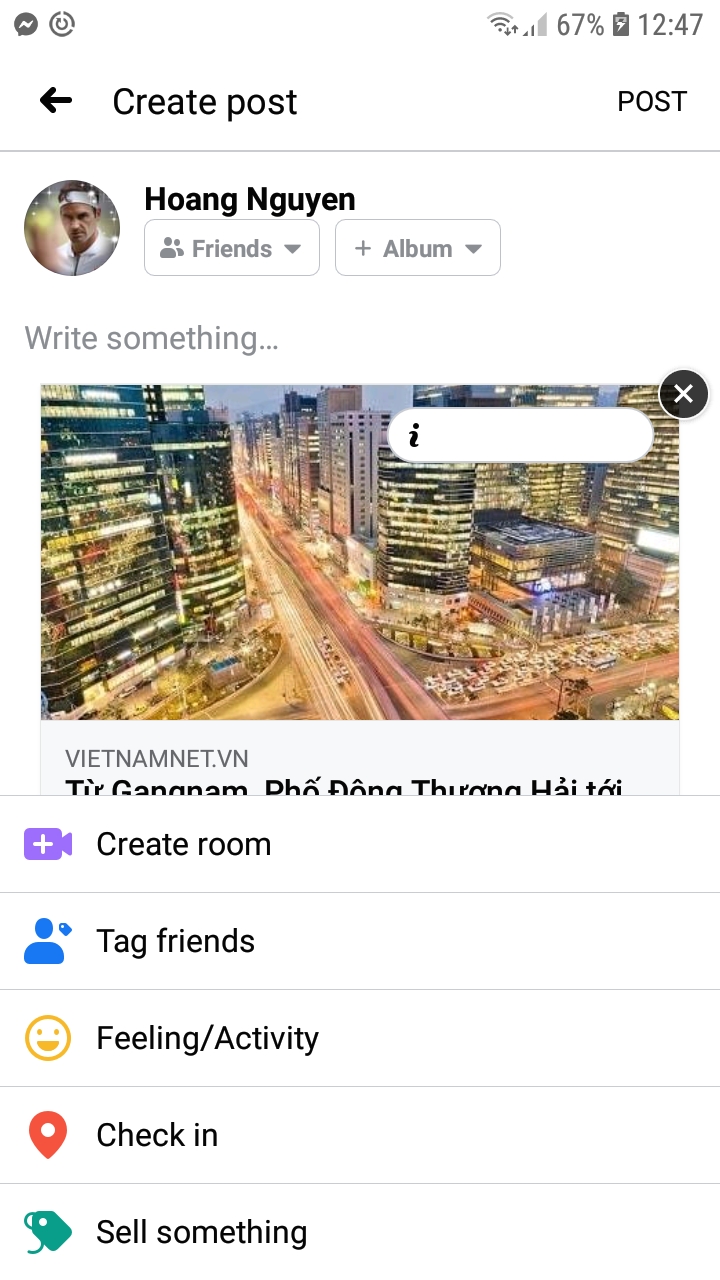 67% 12:47
Create post POST
Hoang Nguyen
Friends + Album
Write something...
i
VIETNAMNET.VN
Từ Gangnam, Phố Đông Thượng Hải tới
Create room
Tag friends
Feeling/Activity
Check in
Sell something